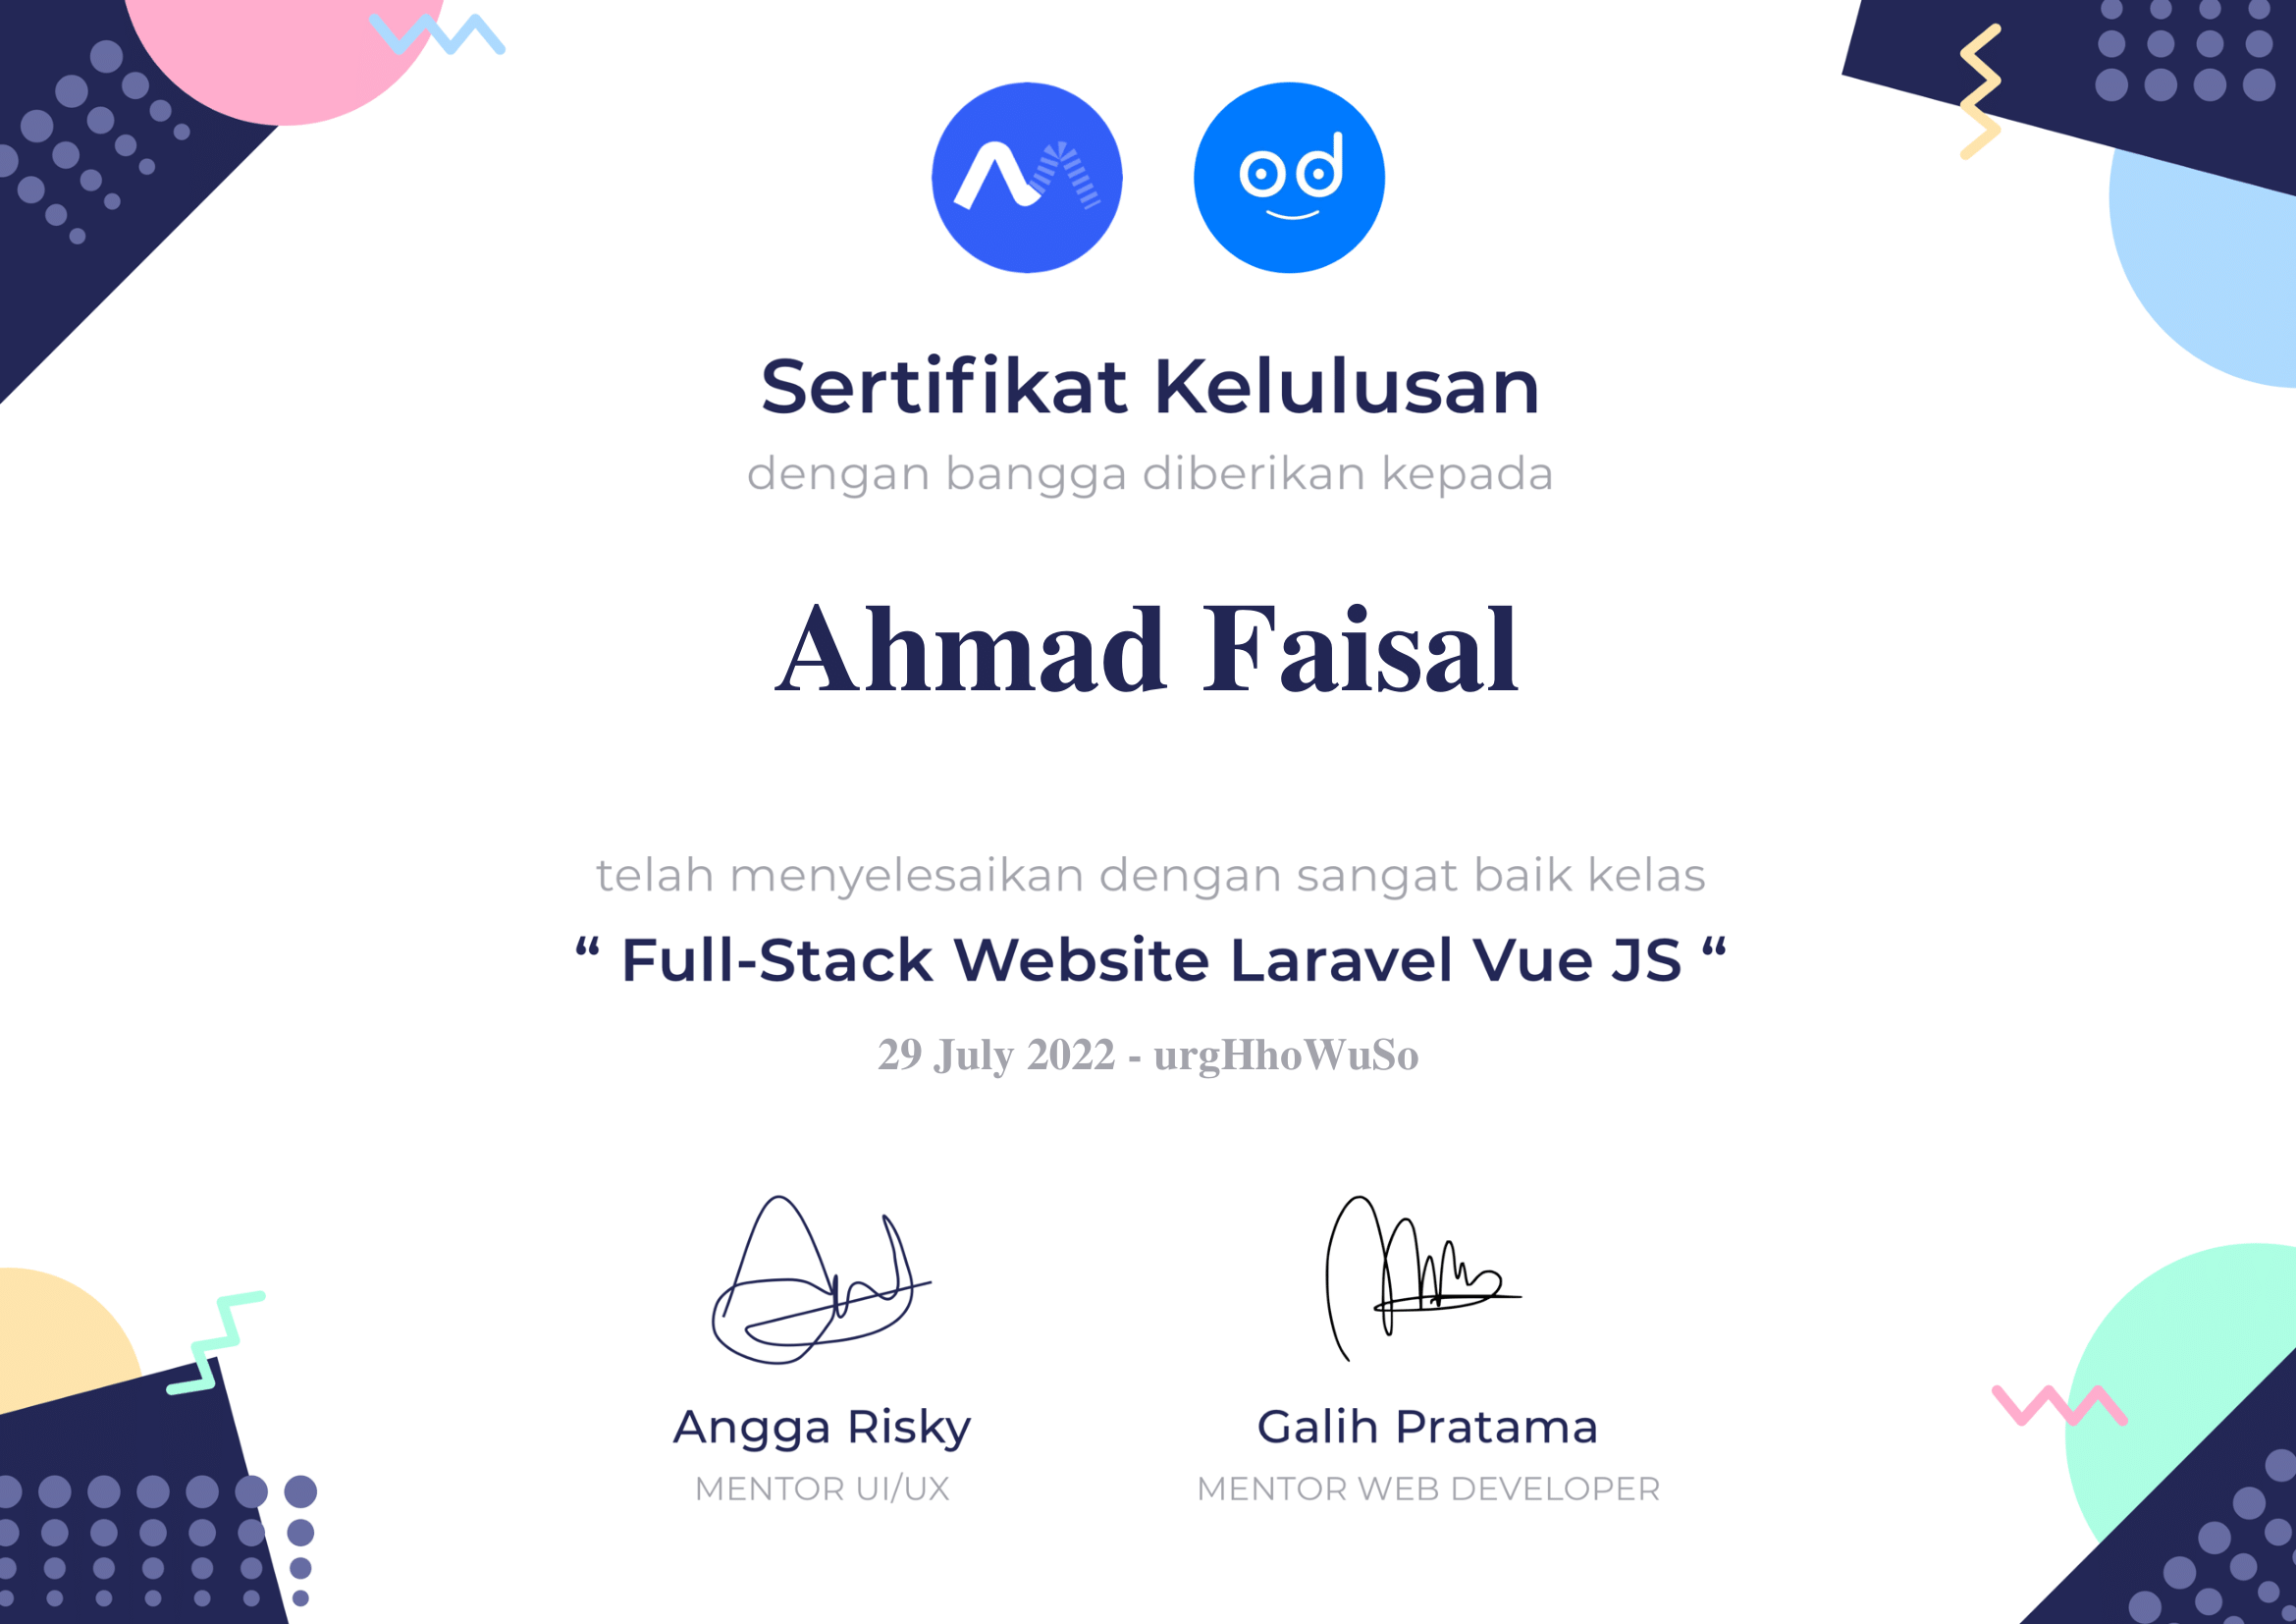 Sertifikat Kelulusan
dengan bangga diberikan kepada
Ahmad Faisal
telah menyelesaikan dengan sangat baik kelas
“ Full-Stack Website Laravel Vue JS “
29 July 2022 - urgHhoWuSo
Angga Risky
Galih Pratama
MENTOR UI/UX
MENTOR WEB DEVELOPER